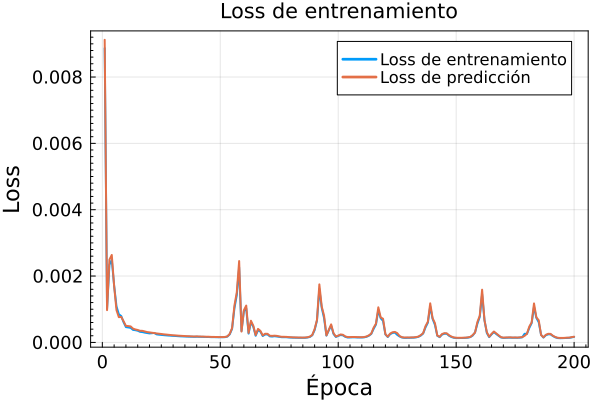 Loss de entrenamiento
Loss de entrenamiento
Loss de predicción
0.008
0.006
0.004
0.002
0.000
Loss
0
50
100
150
200
Época